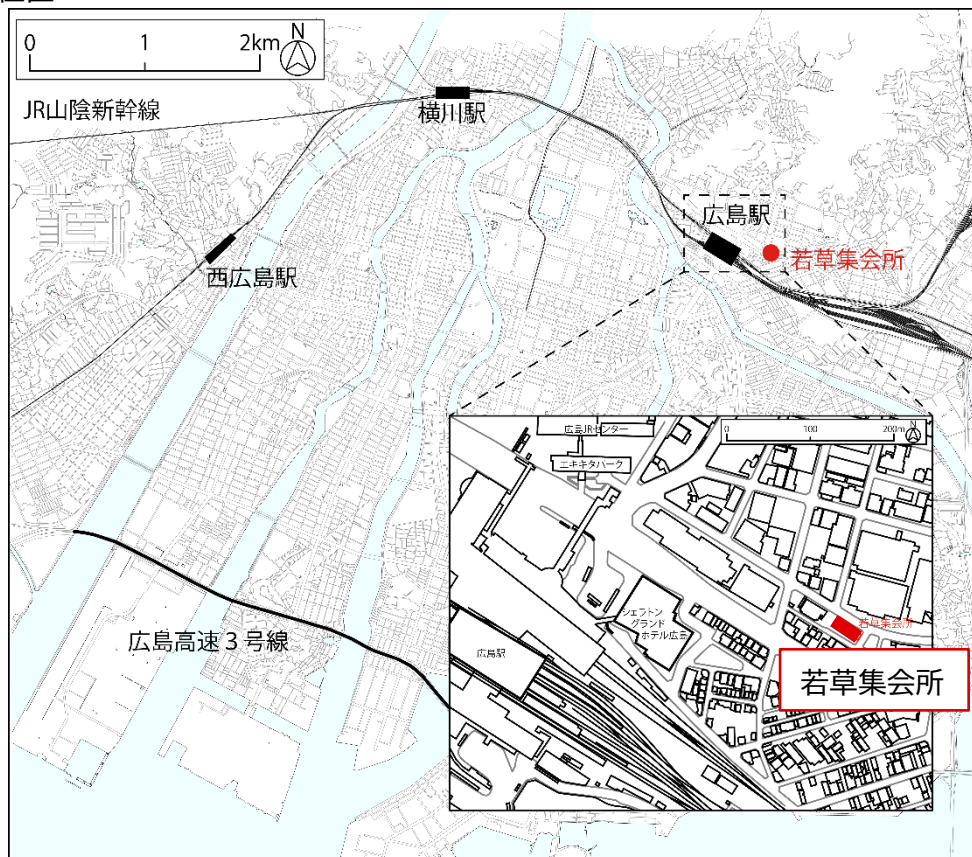 0 1 2km N
JR山陰新幹線
横川駅
広島駅
若草集会所
西広島駅
広島高速3号線
0 100 200m
広島JRセンター
エキキタパーク
シェラトン
グランド
ホテル広島
若草集会所
広島駅
若草集会所